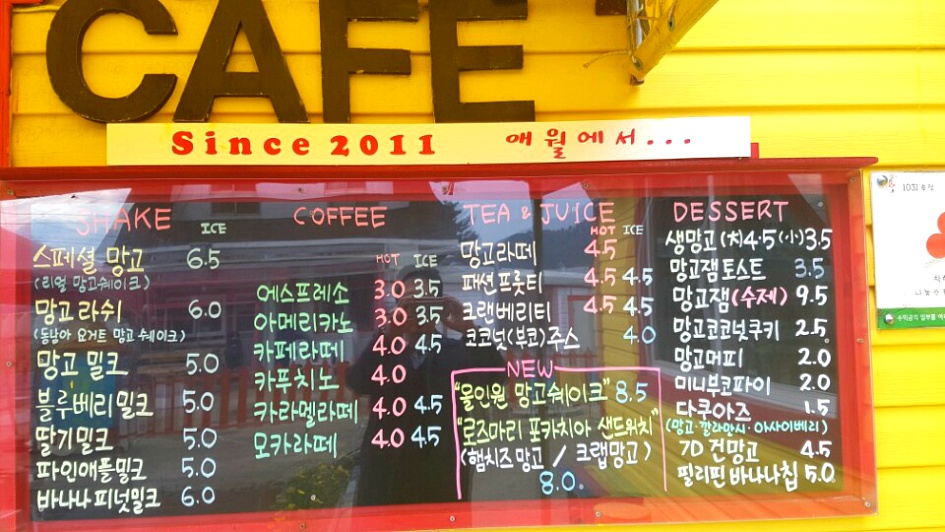 CAFE
Since 2011 애월에서...
SHAKE ICE
스페셜 망고 6.5
(리얼 망고쉐이크)
망고 라쉬 6.0
(동남아 요거트 망고 쉐이크)
망고 밀크 5.0
블루베리밀크 5.0
딸기밀크 5.0
파인애플밀크 5.0
바나나피넛밀크 6.0
COFFEE
HOT ICE
에스프레소 3.0 3.5
아메리카노 3.0 3.5
카페라떼 4.0 4.5
카푸치노 4.0
카라멜라떼 4.0 4.5
모카라떼 4.0 4.5
TEA & JUICE
HOT ICE
망고라떼 4.5
패션프룻티 4.5 4.5
크랜베리티 4.5 4.5
코코넛(부코)주스 4.0
NEW
"올인원 망고쉐이크" 8.5
"로즈마리 포카치아 샌드위치"
(햄치즈망고 / 크랩망고)
8.0.
DESSERT
생망고 (大) 4.5 (小) 3.5
망고잼토스트 3.5
망고잼 (수제) 9.5
망고코코넛쿠키 2.5
망고머피 2.0
미니부코파이 2.0
다쿠아즈 1.5
(망고·깔라만시·아사이베리)
7D 건망고 4.5
필리핀바나나칩 5.0